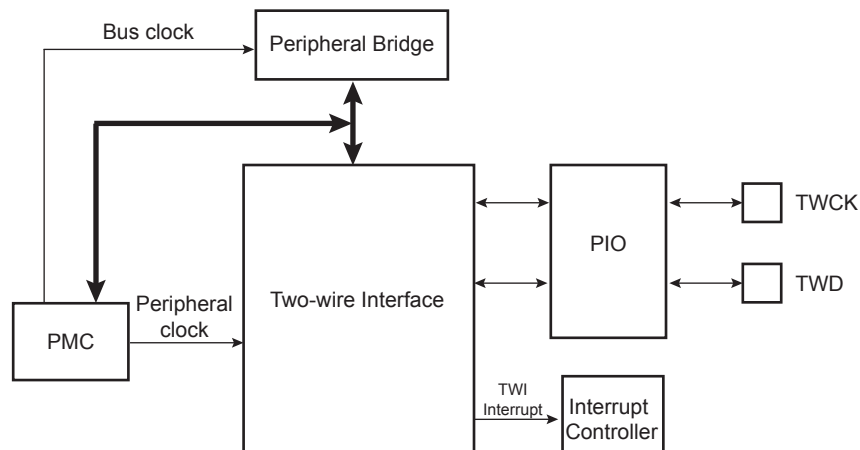 Bus clock
Peripheral Bridge
TWCK
PIO
Two-wire Interface
TWD
Peripheral
clock
PMC
TWI
Interrupt
Interrupt
Controller